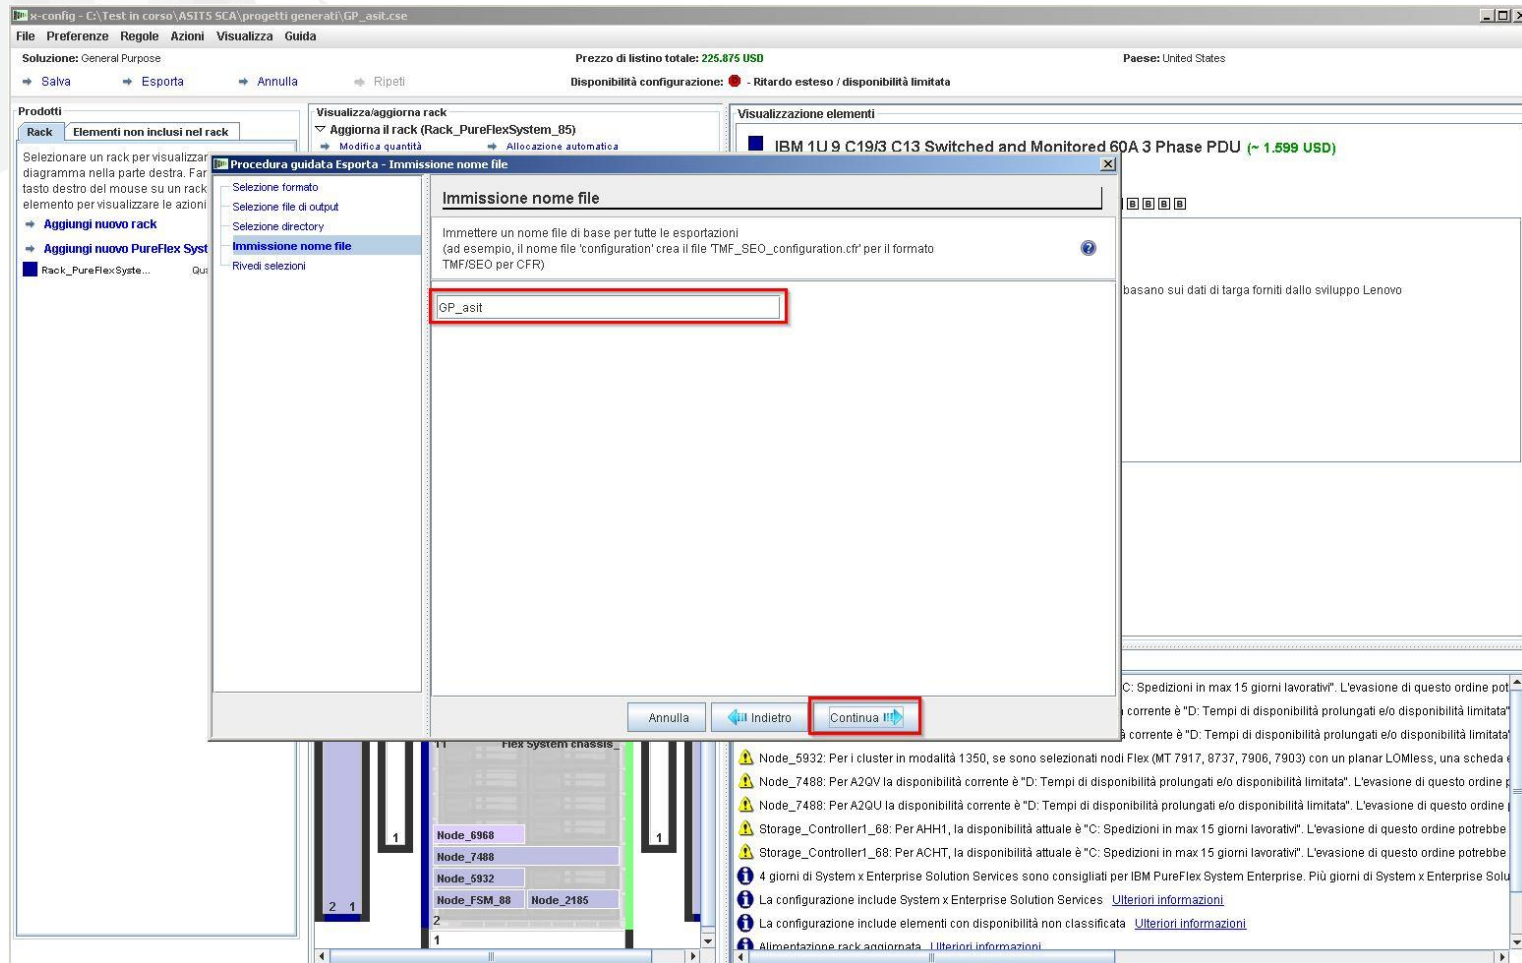 x-config - C:\Test in corso\ASITS SCA\progetti generati\GP_asit.cse
File Preferenze Regole Azioni Visualizza Guida
Soluzione: General Purpose
Prezzo di listino totale: 225.875 USD
Paese: United States
Salva Esporta Annulla Ripeti
Disponibilità configurazione: - Ritardo esteso / disponibilità limitata
Prodotti
Rack Elementi non inclusi nel rack
Selezionare un rack per visualizzar
diagramma nella parte destra. Far
tasto destro del mouse su un rack
elemento per visualizzare le azioni
Aggiungi nuovo rack
Aggiungi nuovo PureFlex Syst
Rack_PureFlexSyste... Qu
Visualizza/aggiorna rack
Aggiorna il rack (Rack_PureFlexSystem_85)
Modifica quantità Allocazione automatica
Visualizzazione elementi
IBM 1U 9 C19/3 C13 Switched and Monitored 60A 3 Phase PDU (~ 1.599 USD)
B B B B
basano sui dati di targa forniti dallo sviluppo Lenovo
Procedura guidata Esporta - Immissione nome file
Selezione formato
Selezione file di output
Selezione directory
Immissione nome file
Rivedi selezioni
Immissione nome file
Immettere un nome file di base per tutte le esportazioni
(ad esempio, il nome file 'configuration' crea il file 'TMF_SEO_configuration.cfr' per il formato
TMF/SEO per CFR)
GP_asit
Annulla Indietro Continua
11 Flex System chassis_
1 1
Node_6968
Node_7488
Node_5932
Node_FSM_88 Node_2185
2 1
2
1
C: Spedizioni in max 15 giorni lavorativi". L'evasione di questo ordine pot
corrente è "D: Tempi di disponibilità prolungati e/o disponibilità limitata"
à corrente è "D: Tempi di disponibilità prolungati e/o disponibilità limitata"
Node_5932: Per i cluster in modalità 1350, se sono selezionati nodi Flex (MT 7917, 8737, 7906, 7903) con un planar LOMless, una scheda e
Node_7488: Per A2QV la disponibilità corrente è "D: Tempi di disponibilità prolungati e/o disponibilità limitata". L'evasione di questo ordine p
Node_7488: Per A2QU la disponibilità corrente è "D: Tempi di disponibilità prolungati e/o disponibilità limitata". L'evasione di questo ordine
Storage_Controller1_68: Per AHH1, la disponibilità attuale è "C: Spedizioni in max 15 giorni lavorativi". L'evasione di questo ordine potrebbe
Storage_Controller1_68: Per ACHT, la disponibilità attuale è "C: Spedizioni in max 15 giorni lavorativi". L'evasione di questo ordine potrebbe
4 giorni di System x Enterprise Solution Services sono consigliati per IBM PureFlex System Enterprise. Più giorni di System x Enterprise Solu
La configurazione include System x Enterprise Solution Services Ulteriori informazioni
La configurazione include elementi con disponibilità non classificata Ulteriori informazioni
Alimentazione rack aggiornata Ulteriori informazioni